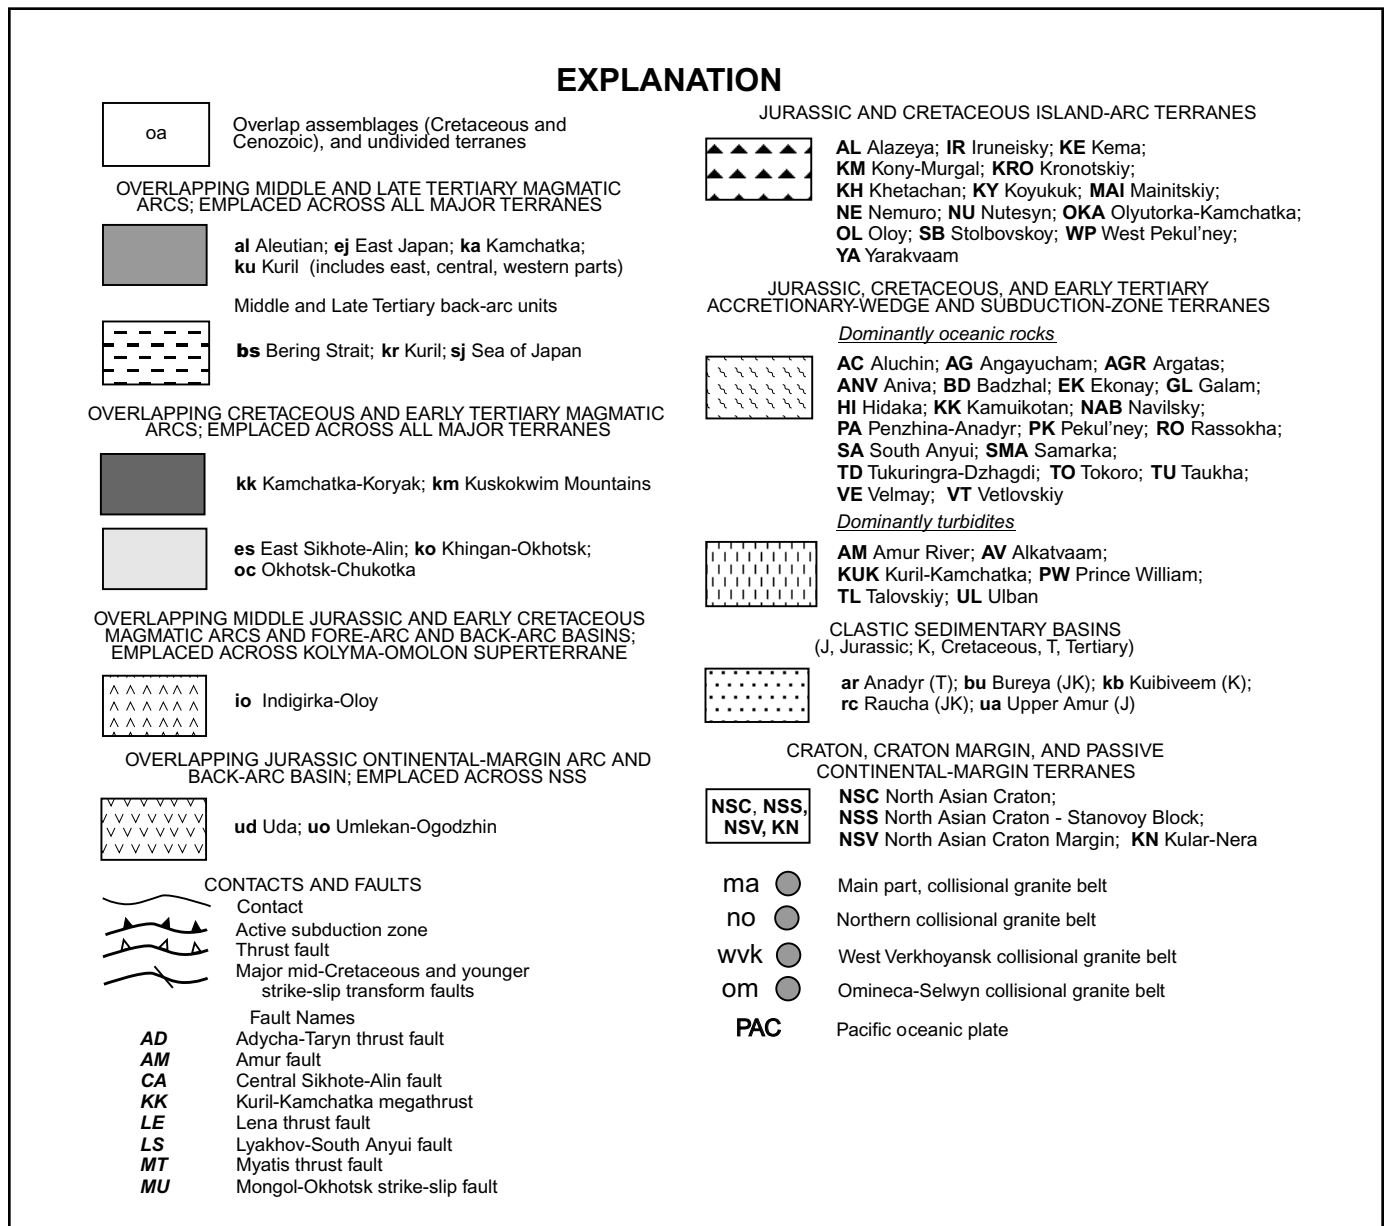 EXPLANATION
oa
Overlap assemblages (Cretaceous and
Cenozoic), and undivided terranes
OVERLAPPING MIDDLE AND LATE TERTIARY MAGMATIC
ARCS; EMPLACED ACROSS ALL MAJOR TERRANES
al Aleutian; ej East Japan; ka Kamchatka;
ku Kuril (includes east, central, western parts)
Middle and Late Tertiary back-arc units
bs Bering Strait; kr Kuril; sj Sea of Japan
OVERLAPPING CRETACEOUS AND EARLY TERTIARY MAGMATIC
ARCS; EMPLACED ACROSS ALL MAJOR TERRANES
kk Kamchatka-Koryak; km Kuskokwim Mountains
es East Sikhote-Alin; ko Khingan-Okhotsk;
oc Okhotsk-Chukotka
OVERLAPPING MIDDLE JURASSIC AND EARLY CRETACEOUS
MAGMATIC ARCS AND FORE-ARC AND BACK-ARC BASINS;
EMPLACED ACROSS KOLYMA-OMOLON SUPERTERRANE
io Indigirka-Oloy
OVERLAPPING JURASSIC ONTINENTAL-MARGIN ARC AND
BACK-ARC BASIN; EMPLACED ACROSS NSS
ud Uda; uo Umlekan-Ogodzhin
CONTACTS AND FAULTS
Contact
Active subduction zone
Thrust fault
Major mid-Cretaceous and younger
strike-slip transform faults
Fault Names
AD Adycha-Taryn thrust fault
AM Amur fault
CA Central Sikhote-Alin fault
KK Kuril-Kamchatka megathrust
LE Lena thrust fault
LS Lyakhov-South Anyui fault
MT Myatis thrust fault
MU Mongol-Okhotsk strike-slip fault
JURASSIC AND CRETACEOUS ISLAND-ARC TERRANES
AL Alazeya; IR Iruneisky; KE Kema;
KM Kony-Murgal; KRO Kronotskiy;
KH Khetachan; KY Koyukuk; MAI Mainitskiy;
NE Nemuro; NU Nutesyn; OKA Olyutorka-Kamchatka;
OL Oloy; SB Stolbovskoy; WP West Pekul'ney;
YA Yarakvaam
JURASSIC, CRETACEOUS, AND EARLY TERTIARY
ACCRETIONARY-WEDGE AND SUBDUCTION-ZONE TERRANES
Dominantly oceanic rocks
AC Aluchin; AG Angayucham; AGR Argatas;
ANV Aniva; BD Badzhal; EK Ekonay; GL Galam;
HI Hidaka; KK Kamuikotan; NAB Navilsky;
PA Penzhina-Anadyr; PK Pekul'ney; RO Rassokha;
SA South Anyui; SMA Samarka;
TD Tukuringra-Dzhagdi; TO Tokoro; TU Taukha;
VE Velmay; VT Vetlovskiy
Dominantly turbidites
AM Amur River; AV Alkatvaam;
KUK Kuril-Kamchatka; PW Prince William;
TL Talovskiy; UL Ulban
CLASTIC SEDIMENTARY BASINS
(J, Jurassic; K, Cretaceous, T, Tertiary)
ar Anadyr (T); bu Bureya (JK); kb Kuibiveem (K);
rc Raucha (JK); ua Upper Amur (J)
CRATON, CRATON MARGIN, AND PASSIVE
CONTINENTAL-MARGIN TERRANES
NSC, NSS,
NSV, KN
NSC North Asian Craton;
NSS North Asian Craton - Stanovoy Block;
NSV North Asian Craton Margin; KN Kular-Nera
ma Main part, collisional granite belt
no Northern collisional granite belt
wvk West Verkhoyansk collisional granite belt
om Omineca-Selwyn collisional granite belt
PAC Pacific oceanic plate